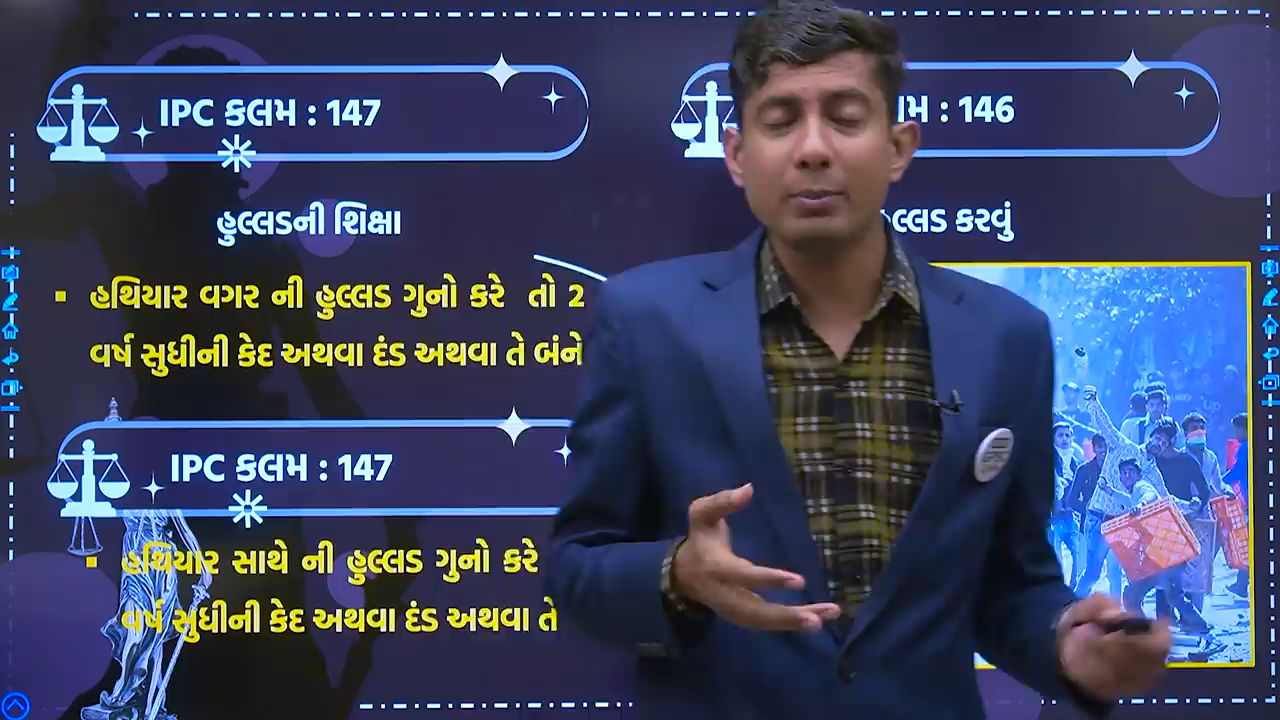 IPC કલમ : 147
હુલ્લડની શિક્ષા
હથિયાર વગર ની હુલ્લડ ગુનો કરે તો 2
વર્ષ સુધીની કેદ અથવા દંડ અથવા તે બંને
IPC કલમ : 147
હથિયાર સાથે ની હુલ્લડ ગુનો કરે
વર્ષ સુધીની કેદ અથવા દંડ અથવા તે
: 146
કરવું